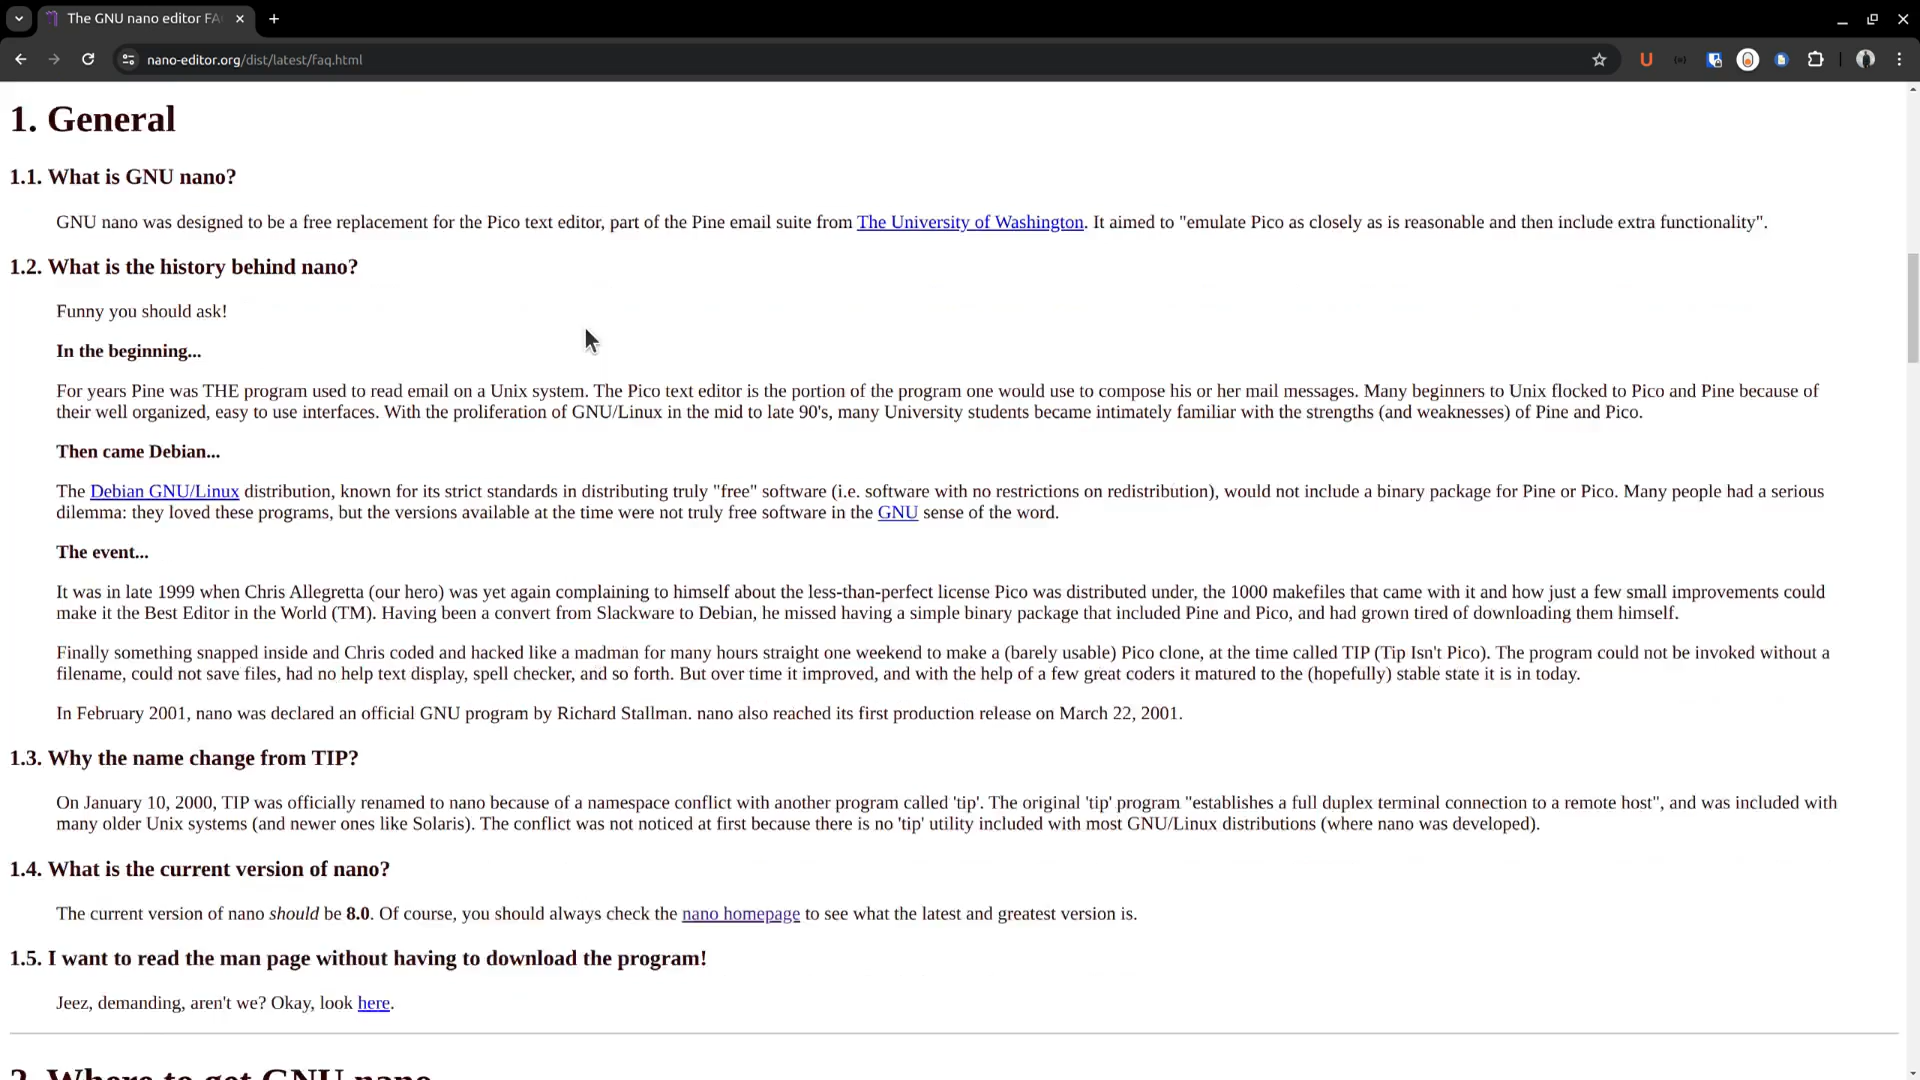 The GNU nano editor FA
nano-editor.org/dist/latest/faq.html
1. General
1.1. What is GNU nano?
GNU nano was designed to be a free replacement for the Pico text editor, part of the Pine email suite from The University of Washington. It aimed to "emulate Pico as closely as is reasonable and then include extra functionality".
1.2. What is the history behind nano?
Funny you should ask!
In the beginning...
For years Pine was THE program used to read email on a Unix system. The Pico text editor is the portion of the program one would use to compose his or her mail messages. Many beginners to Unix flocked to Pico and Pine because of
their well organized, easy to use interfaces. With the proliferation of GNU/Linux in the mid to late 90's, many University students became intimately familiar with the strengths (and weaknesses) of Pine and Pico.
Then came Debian...
The Debian GNU/Linux distribution, known for its strict standards in distributing truly "free" software (i.e. software with no restrictions on redistribution), would not include a binary package for Pine or Pico. Many people had a serious
dilemma: they loved these programs, but the versions available at the time were not truly free software in the GNU sense of the word.
The event...
It was in late 1999 when Chris Allegretta (our hero) was yet again complaining to himself about the less-than-perfect license Pico was distributed under, the 1000 makefiles that came with it and how just a few small improvements could
make it the Best Editor in the World (TM). Having been a convert from Slackware to Debian, he missed having a simple binary package that included Pine and Pico, and had grown tired of downloading them himself.
Finally something snapped inside and Chris coded and hacked like a madman for many hours straight one weekend to make a (barely usable) Pico clone, at the time called TIP (Tip Isn't Pico). The program could not be invoked without a
filename, could not save files, had no help text display, spell checker, and so forth. But over time it improved, and with the help of a few great coders it matured to the (hopefully) stable state it is in today.
In February 2001, nano was declared an official GNU program by Richard Stallman. nano also reached its first production release on March 22, 2001.
1.3. Why the name change from TIP?
On January 10, 2000, TIP was officially renamed to nano because of a namespace conflict with another program called 'tip'. The original 'tip' program "establishes a full duplex terminal connection to a remote host", and was included with
many older Unix systems (and newer ones like Solaris). The conflict was not noticed at first because there is no 'tip' utility included with most GNU/Linux distributions (where nano was developed).
1.4. What is the current version of nano?
The current version of nano should be 8.0. Of course, you should always check the nano homepage to see what the latest and greatest version is.
1.5. I want to read the man page without having to download the program!
Jeez, demanding, aren't we? Okay, look here.
2. Where to get GNU nano